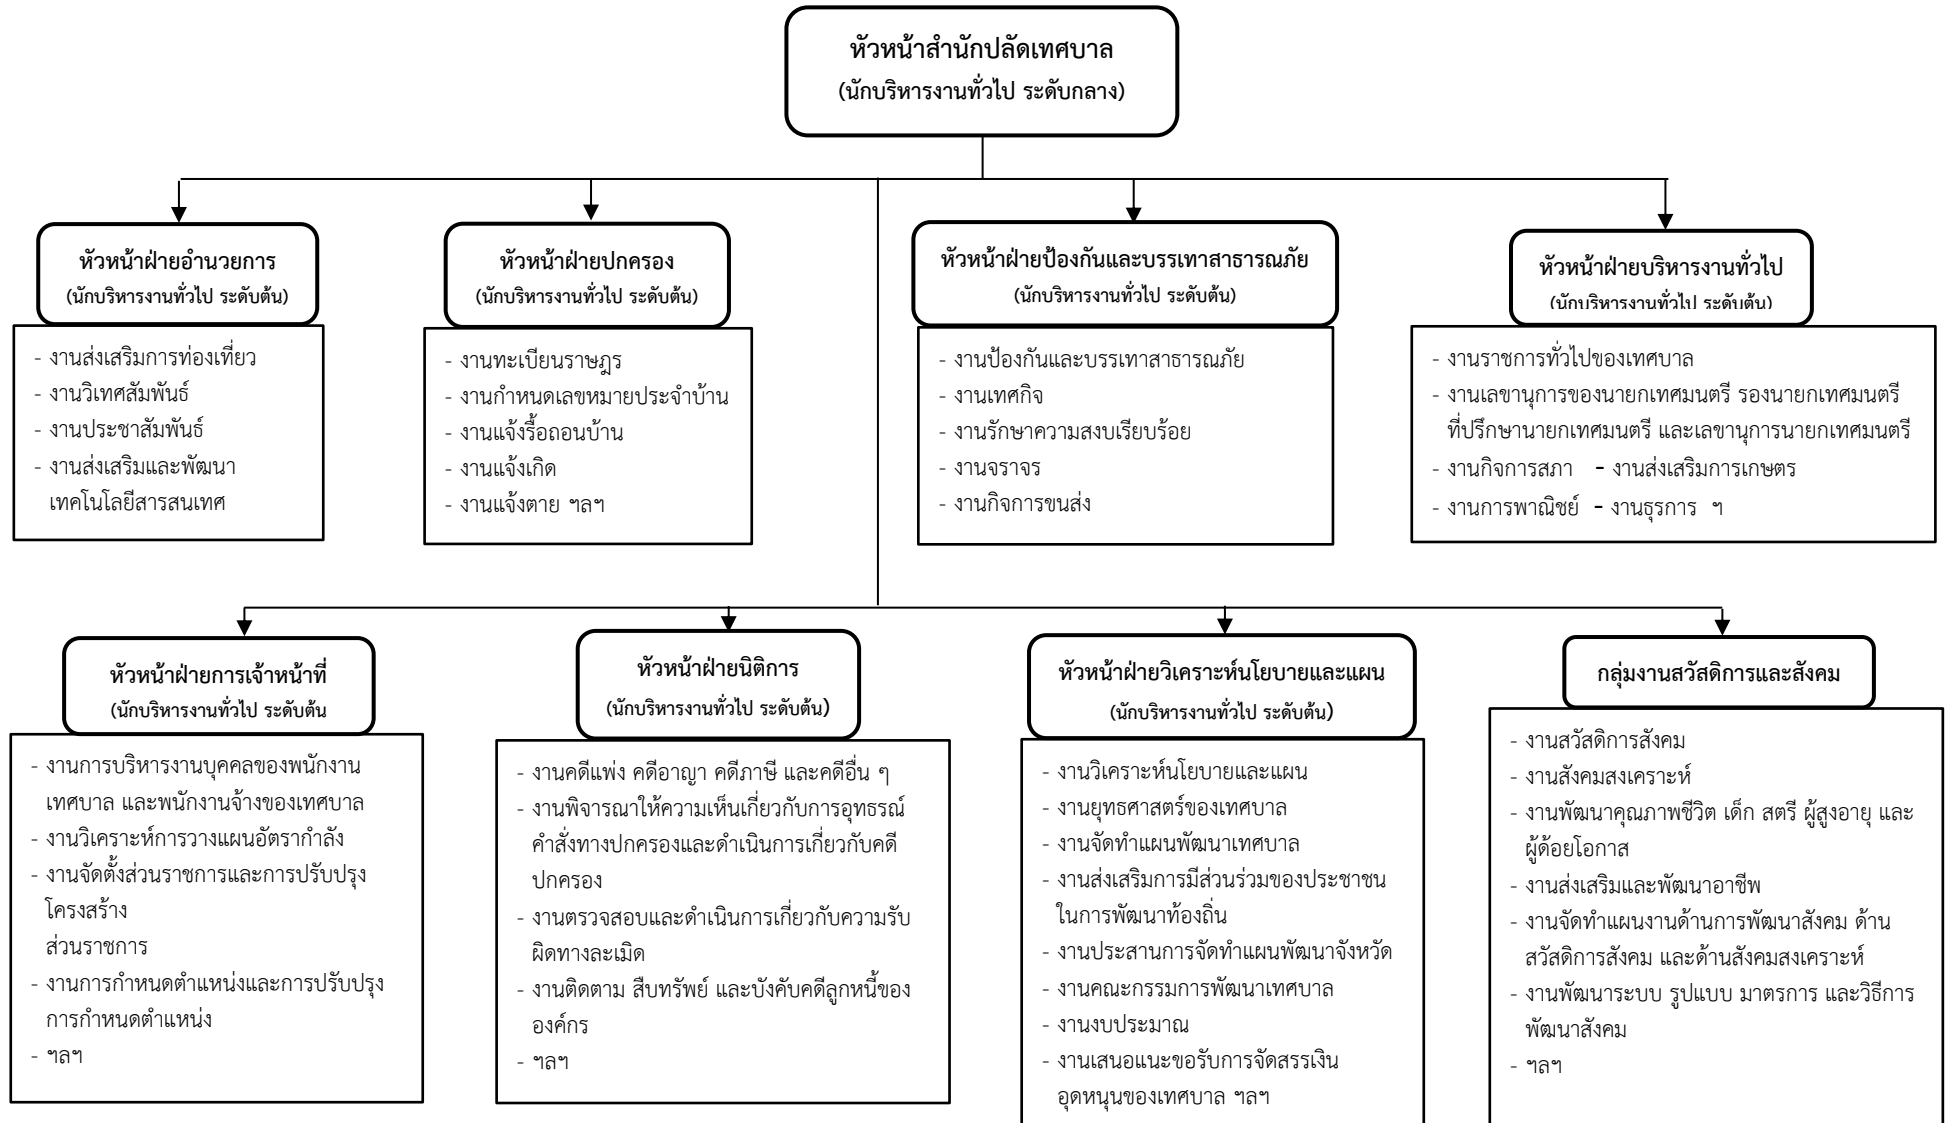 หัวหน้าสำนักปลัดเทศบาล
(นักบริหารงานทั่วไป ระดับกลาง)
หัวหน้าฝ่ายอำนวยการ
(นักบริหารงานทั่วไป ระดับต้น)
- งานส่งเสริมการท่องเที่ยว
- งานวิเทศสัมพันธ์
- งานประชาสัมพันธ์
- งานส่งเสริมและพัฒนา
เทคโนโลยีสารสนเทศ
หัวหน้าฝ่ายปกครอง
(นักบริหารงานทั่วไป ระดับต้น)
- งานทะเบียนราษฎร
- งานกำหนดเลขหมายประจำบ้าน
- งานแจ้งรื้อถอนบ้าน
- งานแจ้งเกิด
- งานแจ้งตาย ฯลฯ
หัวหน้าฝ่ายป้องกันและบรรเทาสาธารณภัย
(นักบริหารงานทั่วไป ระดับต้น)
- งานป้องกันและบรรเทาสาธารณภัย
- งานเทศกิจ
- งานรักษาความสงบเรียบร้อย
- งานจราจร
- งานกิจการขนส่ง
หัวหน้าฝ่ายบริหารงานทั่วไป
(นักบริหารงานทั่วไป ระดับต้น)
- งานราชการทั่วไปของเทศบาล
- งานเลขานุการของนายกเทศมนตรี รองนายกเทศมนตรี
ที่ปรึกษานายกเทศมนตรี และเลขานุการนายกเทศมนตรี
- งานกิจการสภา - งานส่งเสริมการเกษตร
- งานการพาณิชย์ - งานธุรการ ฯ
หัวหน้าฝ่ายการเจ้าหน้าที่
(นักบริหารงานทั่วไป ระดับต้น
- งานการบริหารงานบุคคลของพนักงาน
เทศบาล และพนักงานจ้างของเทศบาล
- งานวิเคราะห์การวางแผนอัตรากำลัง
- งานจัดตั้งส่วนราชการและการปรับปรุง
โครงสร้าง
ส่วนราชการ
- งานการกำหนดตำแหน่งและการปรับปรุง
การกำหนดตำแหน่ง
- ฯลฯ
หัวหน้าฝ่ายนิติการ
(นักบริหารงานทั่วไป ระดับต้น)
- งานคดีแพ่ง คดีอาญา คดีภาษี และคดีอื่น ๆ
- งานพิจารณาให้ความเห็นเกี่ยวกับการอุทธรณ์
คำสั่งทางปกครองและดำเนินการเกี่ยวกับคดี
ปกครอง
- งานตรวจสอบและดำเนินการเกี่ยวกับความรับ
ผิดทางละเมิด
- งานติดตาม สืบทรัพย์ และบังคับคดีลูกหนี้ของ
องค์กร
- ฯลฯ
หัวหน้าฝ่ายวิเคราะห์นโยบายและแผน
(นักบริหารงานทั่วไป ระดับต้น)
- งานวิเคราะห์นโยบายและแผน
- งานยุทธศาสตร์ของเทศบาล
- งานจัดทำแผนพัฒนาเทศบาล
- งานส่งเสริมการมีส่วนร่วมของประชาชน
ในการพัฒนาท้องถิ่น
- งานประสานการจัดทำแผนพัฒนาจังหวัด
- งานคณะกรรมการพัฒนาเทศบาล
- งานงบประมาณ
- งานเสนอแนะขอรับการจัดสรรเงิน
อุดหนุนของเทศบาล ฯลฯ
กลุ่มงานสวัสดิการและสังคม
- งานสวัสดิการสังคม
- งานสังคมสงเคราะห์
- งานพัฒนาคุณภาพชีวิต เด็ก สตรี ผู้สูงอายุ และ
ผู้ด้อยโอกาส
- งานส่งเสริมและพัฒนาอาชีพ
- งานจัดทำแผนงานด้านการพัฒนาสังคม ด้าน
สวัสดิการสังคม และด้านสังคมสงเคราะห์
- งานพัฒนาระบบ รูปแบบ มาตรการ และวิธีการ
พัฒนาสังคม
- ฯลฯ